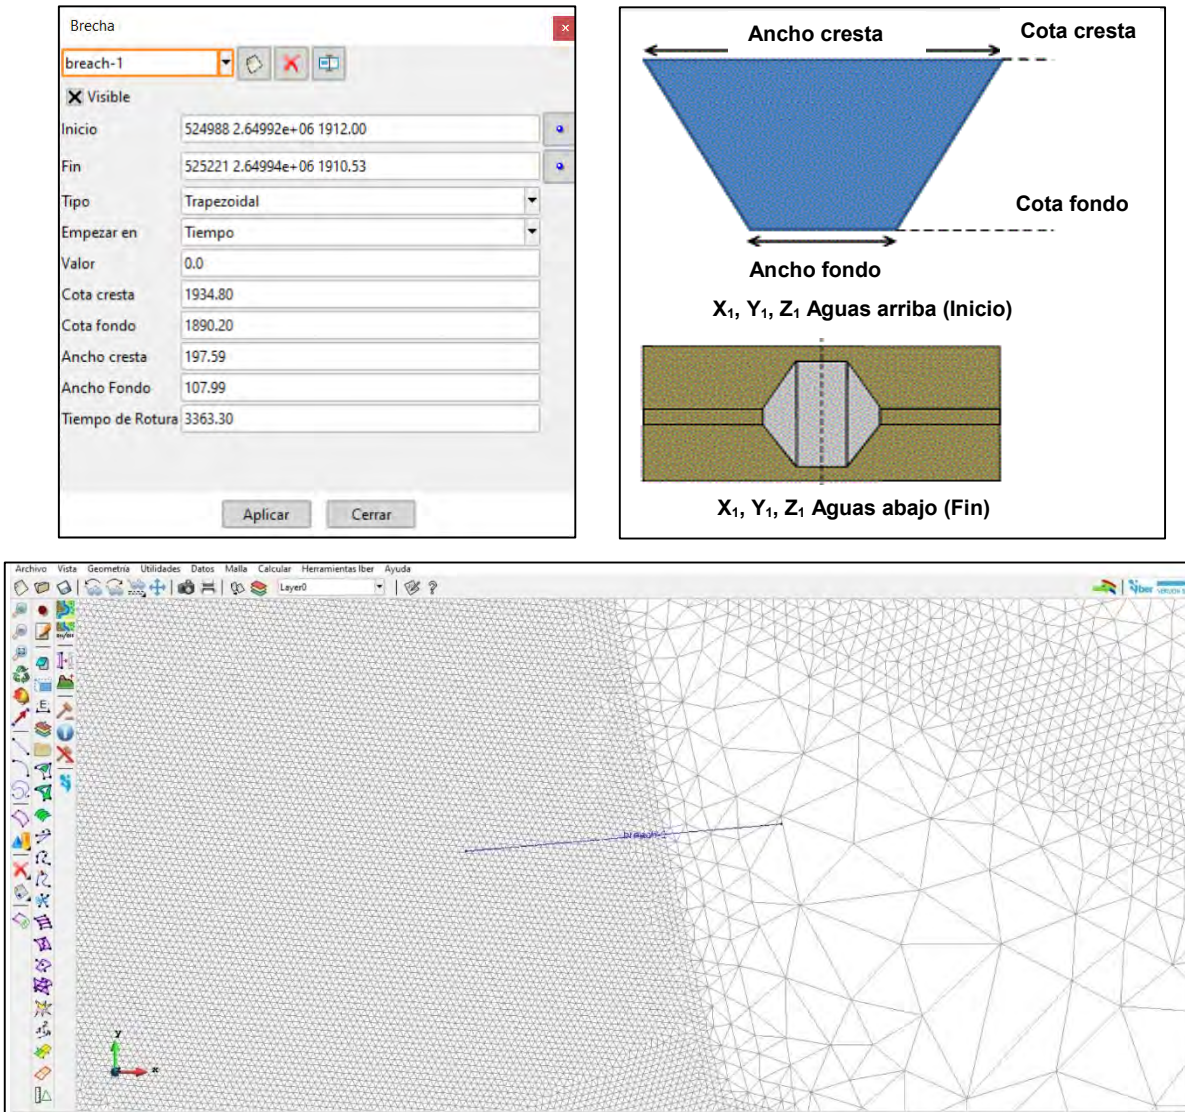 Brecha
breach-1
Visible
Inicio 524988 2.64992e+06 1912.00
Fin 525221 2.64994e+06 1910.53
Tipo Trapezoidal
Empezar en Tiempo
Valor 0.0
Cota cresta 1934.80
Cota fondo 1890.20
Ancho cresta 197.59
Ancho Fondo 107.99
Tiempo de Rotura 3363.30
Aplicar Cerrar
Ancho cresta Cota cresta
Cota fondo
Ancho fondo
X₁, Y₁, Z₁ Aguas arriba (Inicio)
X₁, Y₁, Z₁ Aguas abajo (Fin)
Archivo Vista Geometría Utilidades Datos Malla Calcular Herramientas Iber Ayuda
Layer0
Iber
y
x